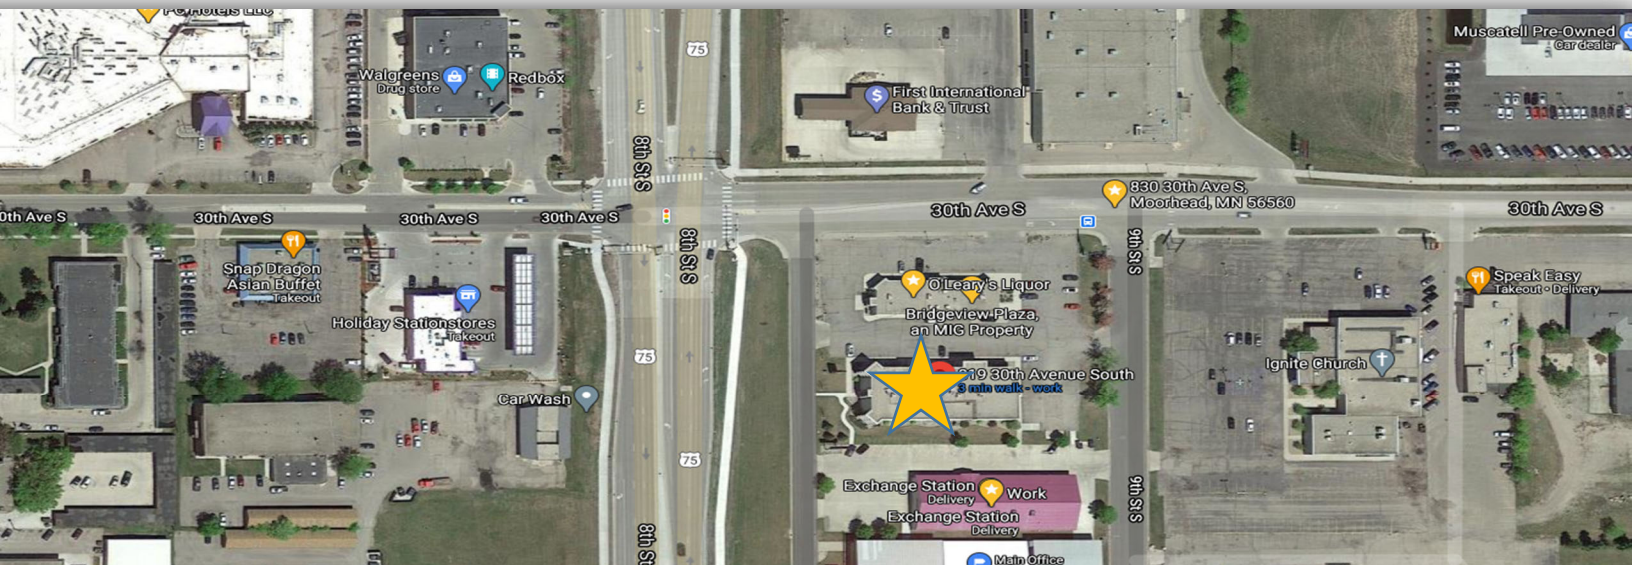 FG Hotels LLC
75
Muscatell Pre-Owned
Car dealer
Walgreens
Drug store
Redbox
First International
Bank & Trust
8th St S
830 30th Ave S,
Moorhead, MN 56560
0th Ave S
30th Ave S
30th Ave S
30th Ave S
30th Ave S
30th Ave S
8th St S
9th St S
Snap Dragon
Asian Buffet
Takeout
O'Leary's Liquor
Speak Easy
Takeout • Delivery
Holiday Stationstores
Takeout
Bridgeview Plaza,
an MIG Property
75
Ignite Church
819 30th Avenue South
3 min walk - work
Car Wash
75
Exchange Station
Delivery
Work
Exchange Station
Delivery
9th St S
8th St
Main Office